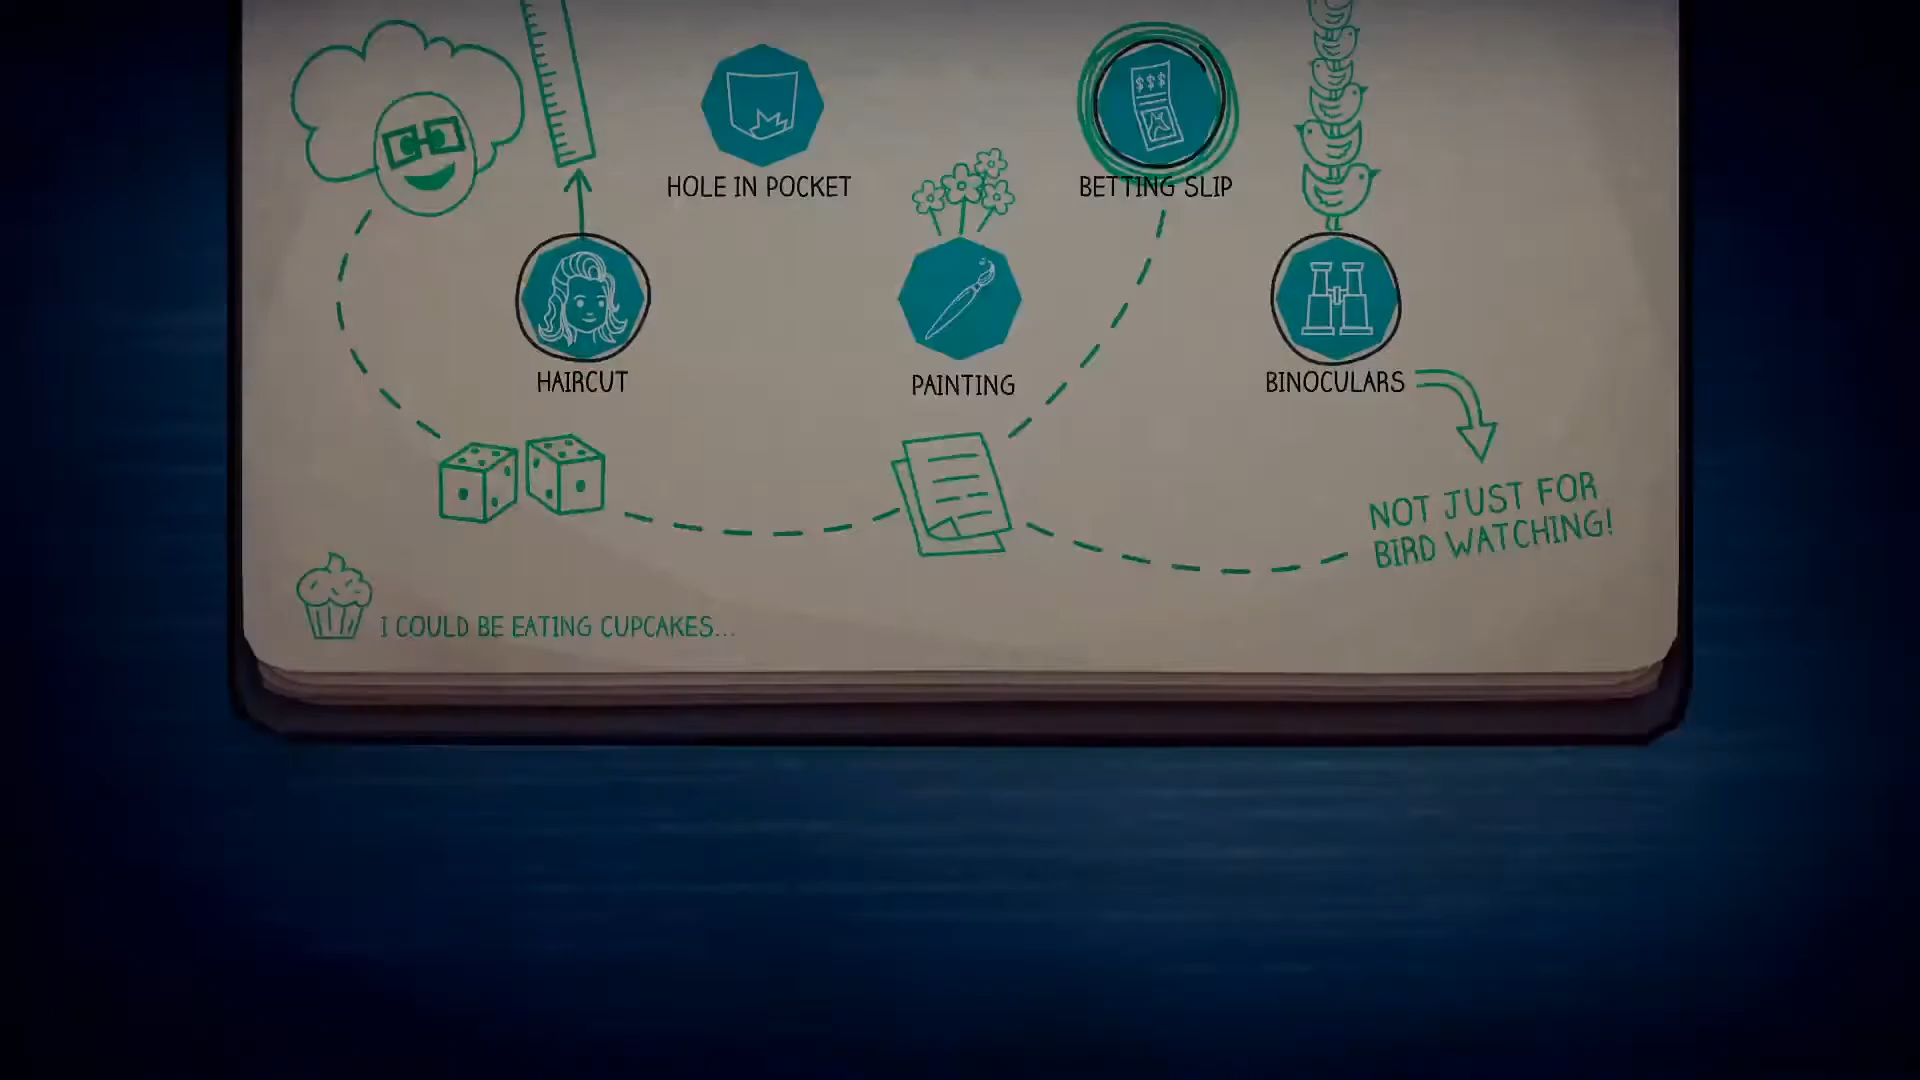 $$$
HOLE IN POCKET
BETTING SLIP
HAIRCUT
PAINTING
BINOCULARS
NOT JUST FOR
BIRD WATCHING!
I COULD BE EATING CUPCAKES...